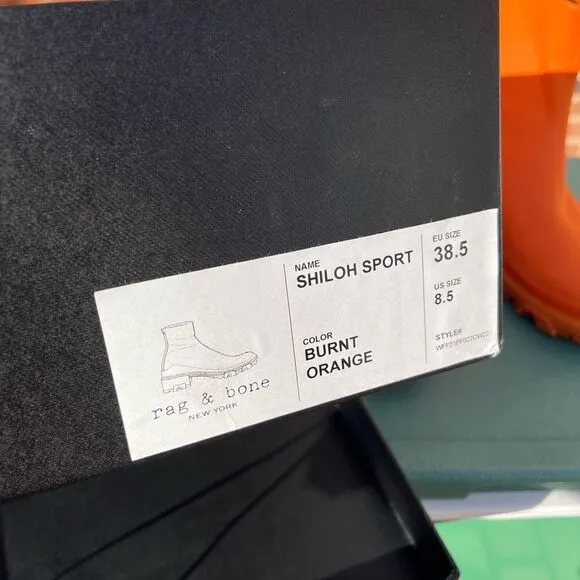 NAME
SHILOH SPORT
COLOR
BURNT
ORANGE
EU SIZE
38.5
US SIZE
8.5
STYLE#
rag & bone
NEW YORK